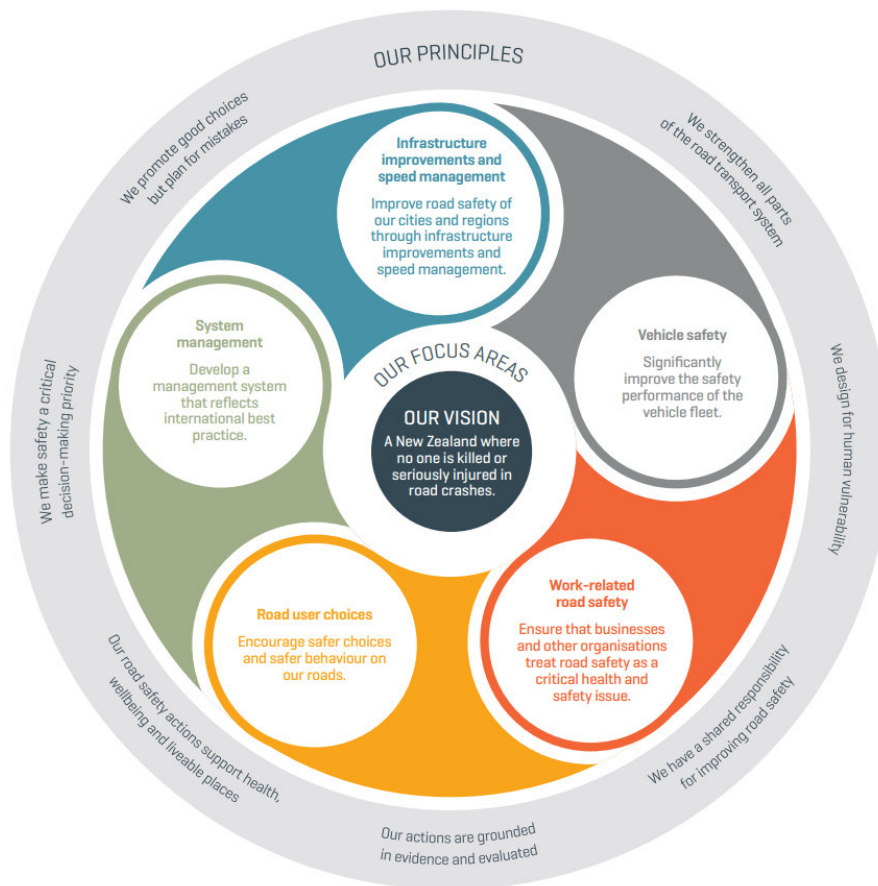 OUR PRINCIPLES
We promote good choices
but plan for mistakes
We strengthen all parts
of the road transport system
We design for human vulnerability
We have a shared responsibility
for improving road safety
Our actions are grounded
in evidence and evaluated
Our road safety actions support health,
wellbeing and liveable places
We make safety a critical
decision-making priority
Infrastructure
improvements and
speed management
Improve road safety of
our cities and regions
through infrastructure
improvements and
speed management.
Vehicle safety
Significantly
improve the safety
performance of the
vehicle fleet.
Work-related
road safety
Ensure that businesses
and other organisations
treat road safety as a
critical health and
safety issue.
Road user choices
Encourage safer choices
and safer behaviour on
our roads.
System
management
Develop a
management system
that reflects
international best
practice.
OUR FOCUS AREAS
OUR VISION
A New Zealand where
no one is killed or
seriously injured in
road crashes.